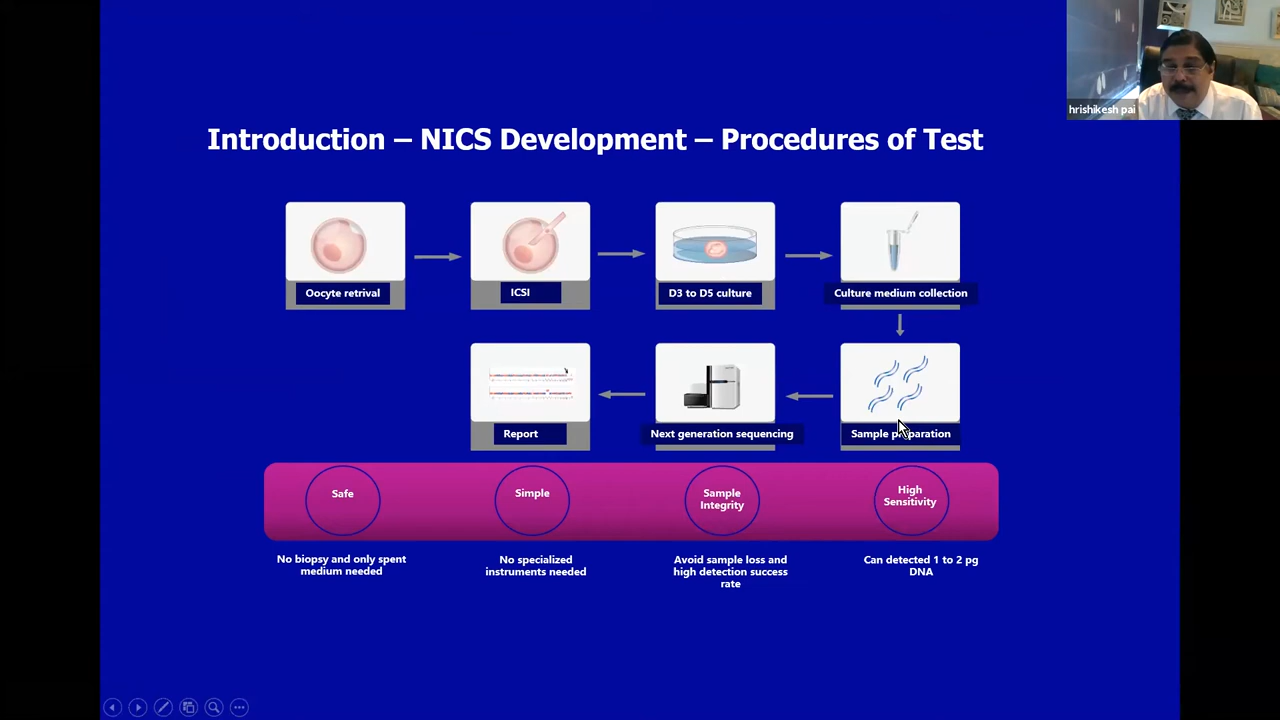 hrishikesh pai
Introduction – NICS Development – Procedures of Test
Oocyte retrival
ICSI
D3 to D5 culture
Culture medium collection
Report
Next generation sequencing
Sample preparation
Safe
Simple
Sample
Integrity
High
Sensitivity
No biopsy and only spent
medium needed
No specialized
instruments needed
Avoid sample loss and
high detection success
rate
Can detected 1 to 2 pg
DNA